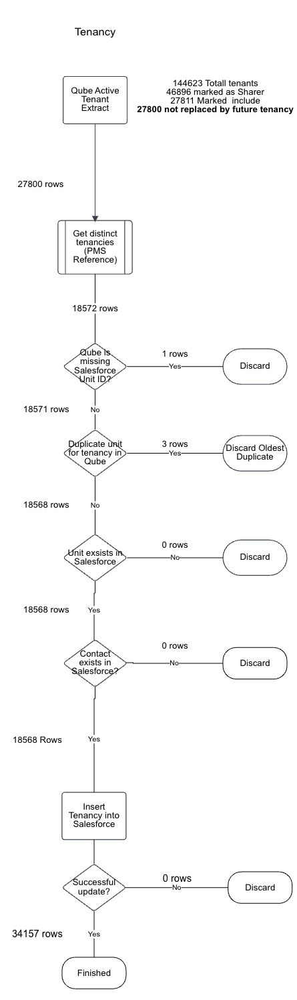 Tenancy
Qube Active
Tenant
Extract
144623 Totall tenants
46896 marked as Sharer
27811 Marked  include
27800 not replaced by future tenancy
27800 rows
Get distinct
tenancies
(PMS
Reference)
18572 rows
Qube is
missing
Salesforce
Unit ID?
1 rows
Yes
Discard
18571 rows
No
Duplicate unit
for tenancy in
Qube
3 rows
Yes
Discard Oldest
Duplicate
18568 rows
No
Unit exsists in
Salesforce
0 rows
No
Discard
18568 rows
Yes
Contact
exists in
Salesforce?
0 rows
No
Discard
18568 Rows
Yes
Insert
Tenancy into
Salesforce
Successful
update?
0 rows
No
Discard
34157 rows
Yes
Finished